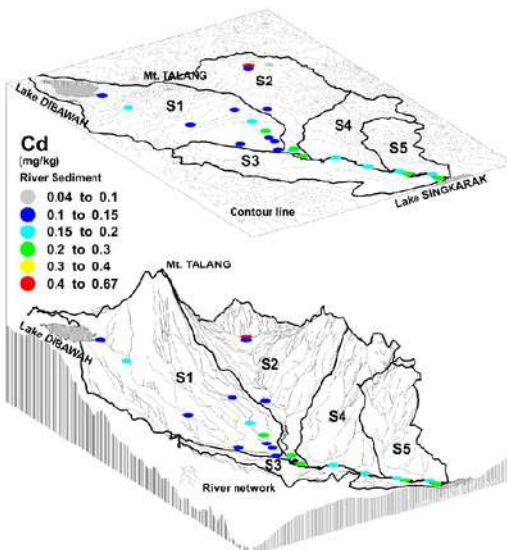 Mt. TALANG
S2
Lake DIBAWAH
S1
S4
S5
S3
Lake SINGKARAK
Contour line
Cd
(mg/kg)
River Sediment
0.04 to 0.1
0.1 to 0.15
0.15 to 0.2
0.2 to 0.3
0.3 to 0.4
0.4 to 0.67
Mt. TALANG
Lake DIBAWAH
S1
S2
S4
S5
S3
River network